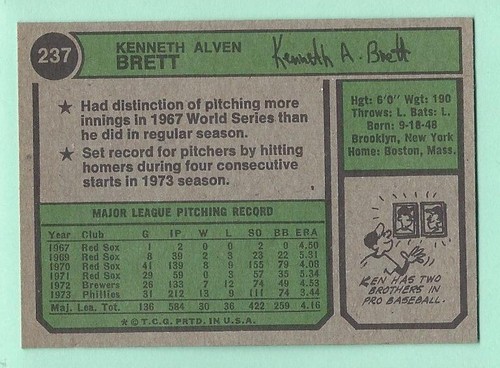 237
KENNETH ALVEN
BRETT
Kenneth A. Brett
★ Had distinction of pitching more
innings in 1967 World Series than
he did in regular season.
★ Set record for pitchers by hitting
homers during four consecutive
starts in 1973 season.
Hgt: 6'0" Wgt: 190
Throws: L. Bats: L.
Born: 9-18-48
Brooklyn, New York
Home: Boston, Mass.
MAJOR LEAGUE PITCHING RECORD
Year Club G IP. W L SO BB. ERA
1967 Red Sox 1 2 0 0 2 0 4.50
1969 Red Sox 8 39 2 3 23 22 5.31
1970 Red Sox 41 139 8 9 155 79 4.08
1971 Red Sox 29 59 0 3 57 35 5.34
1972 Brewers 26 133 7 12 74 49 4.53
1973 Phillies 31 212 13 9 111 74 3.44
Maj. Lea. Tot. 136 584 30 36 422 259 4.16
★ © T.C.G. PRTD. IN U.S.A.
KEN HAS TWO
BROTHERS IN
PRO BASEBALL.